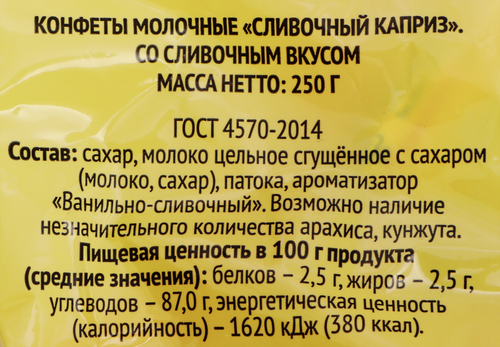 КОНФЕТЫ МОЛОЧНЫЕ «СЛИВОЧНЫЙ КАПРИЗ».
СО СЛИВОЧНЫМ ВКУСОМ
МАССА НЕТТО: 250 Г
ГОСТ 4570-2014
Состав: сахар, молоко цельное сгущённое с сахаром
(молоко, сахар), патока, ароматизатор
«Ванильно-сливочный». Возможно наличие
незначительного количества арахиса, кунжута.
Пищевая ценность в 100 г продукта
(средние значения): белков – 2,5 г, жиров – 2,5 г,
углеводов – 87,0 г, энергетическая ценность
(калорийность) – 1620 кДж (380 ккал).